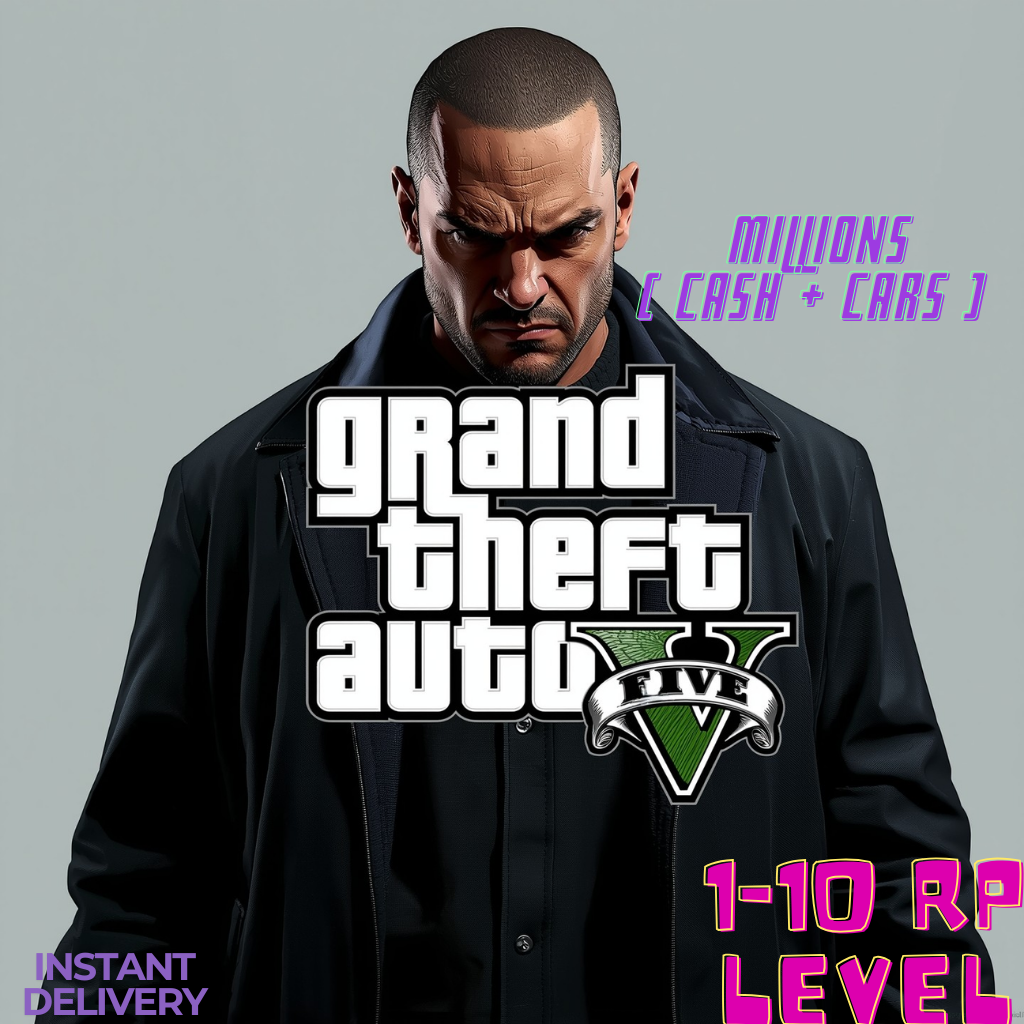 MILLIONS
( CASH + CARS )
grand
theft
auto V
FIVE
1-10 RP
LEVEL
INSTANT
DELIVERY